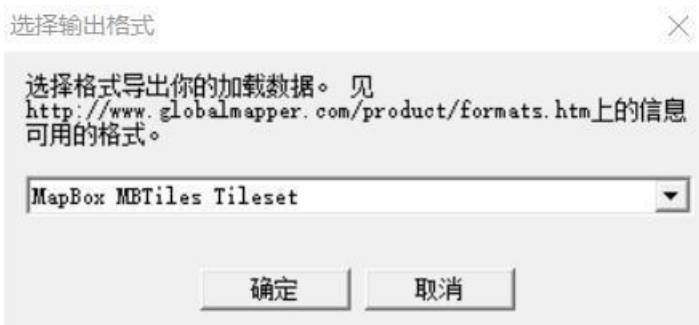 选择输出格式
选择格式导出你的加载数据。 见
http://www.globalmapper.com/product/formats.htm上的信息
可用的格式。
MapBox MBTiles Tileset
确定 取消